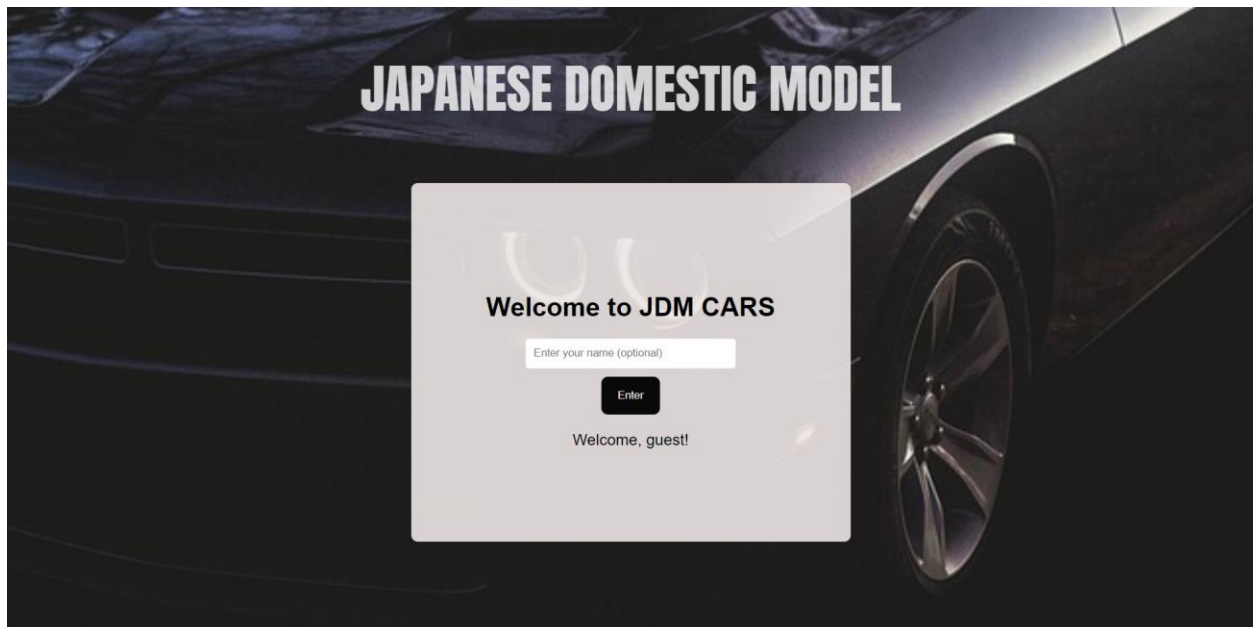 JAPANESE DOMESTIC MODEL
Welcome to JDM CARS
Enter your name (optional)
Enter
Welcome, guest!